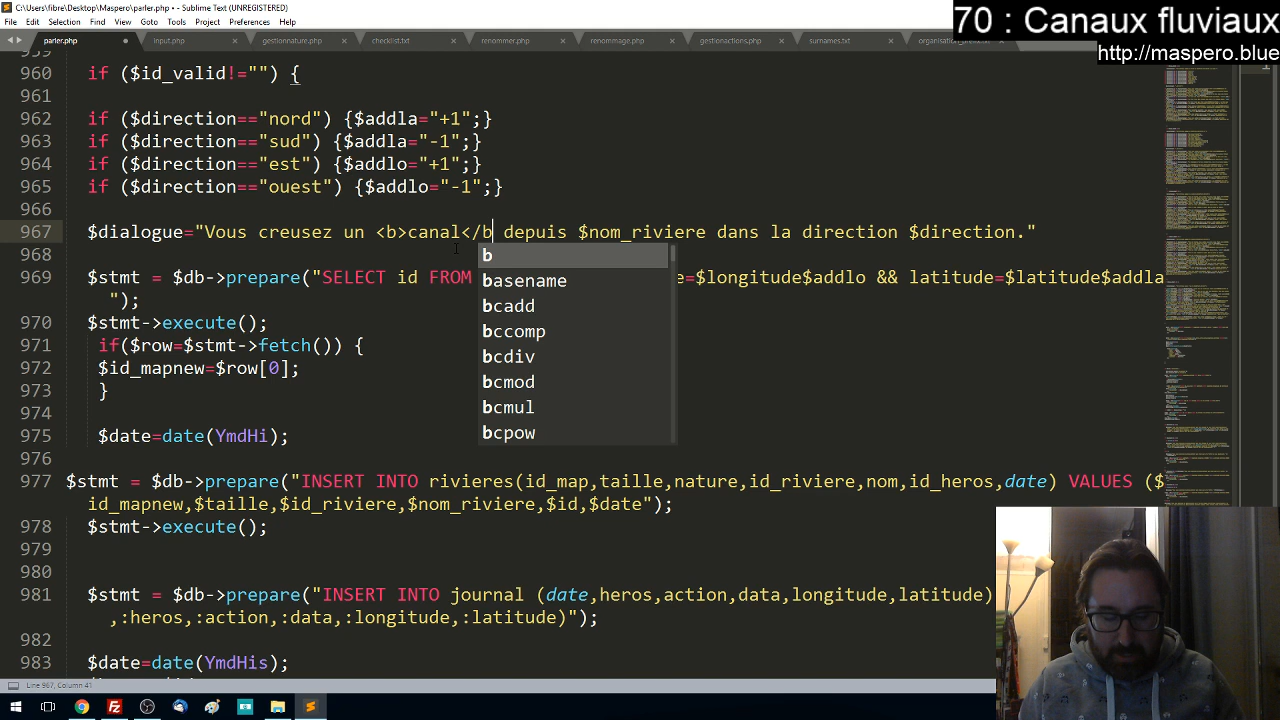 C:\Users\fibre\Desktop\Maspero\parler.php • - Sublime Text (UNREGISTERED)
70 : Canaux fluviaux
http://maspero.blue
File Edit Selection Find View Goto Tools Project Preferences Help
parler.php input.php gestionnature.php checklist.txt renommer.php renommage.php gestionactions.php surnames.txt
960 if ($id_valid!="") {
961
962 if ($direction=="nord") {$addla="+1";}
963 if ($direction=="sud") {$addla="-1";}
964 if ($direction=="est") {$addlo="+1";}
965 if ($direction=="ouest") {$addlo="-1";}
966
967 $dialogue="Vous creusez un <b>canal</b depuis $nom_riviere dans la direction $direction."
968
b
basename
bcadd
bccomp
bcdiv
bcmod
bcmul
bcpow
969 $stmt = $db->prepare("SELECT id FROM e=$longitude$addlo && latitude=$latitude$addla
");
970 $stmt->execute();
971 if($row=$stmt->fetch()) {
972 $id_mapnew=$row[0];
973 }
974
975 $date=date(YmdHi);
976
977 $stmt = $db->prepare("INSERT INTO rivieres(id_map,taille,nature,id_riviere,nom,id_heros,date) VALUES ($
id_mapnew,$taille,$id_riviere,$nom_riviere,$id,$date");
978 $stmt->execute();
979
980
981 $stmt = $db->prepare("INSERT INTO journal (date,heros,action,data,longitude,latitude)
,:heros,:action,:data,:longitude,:latitude)");
982
983 $date=date(YmdHis);
Line 967, Column 41